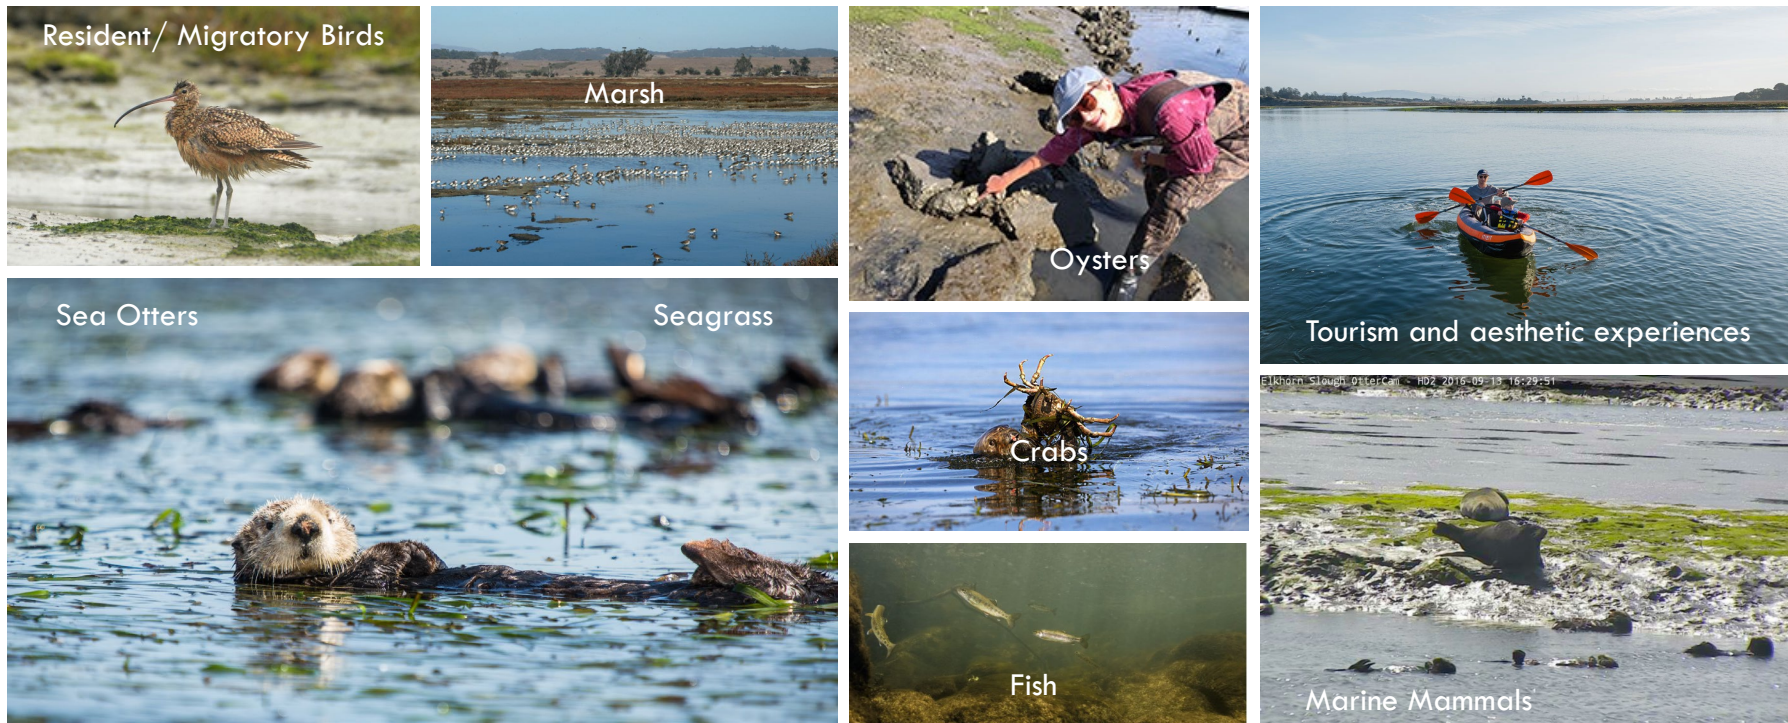 Resident/ Migratory Birds
Marsh
Oysters
Tourism and aesthetic experiences
Sea Otters
Seagrass
Crabs
Elkhorn Slough OtterCam - HD2 2016-09-13 16:29:51
Fish
Marine Mammals